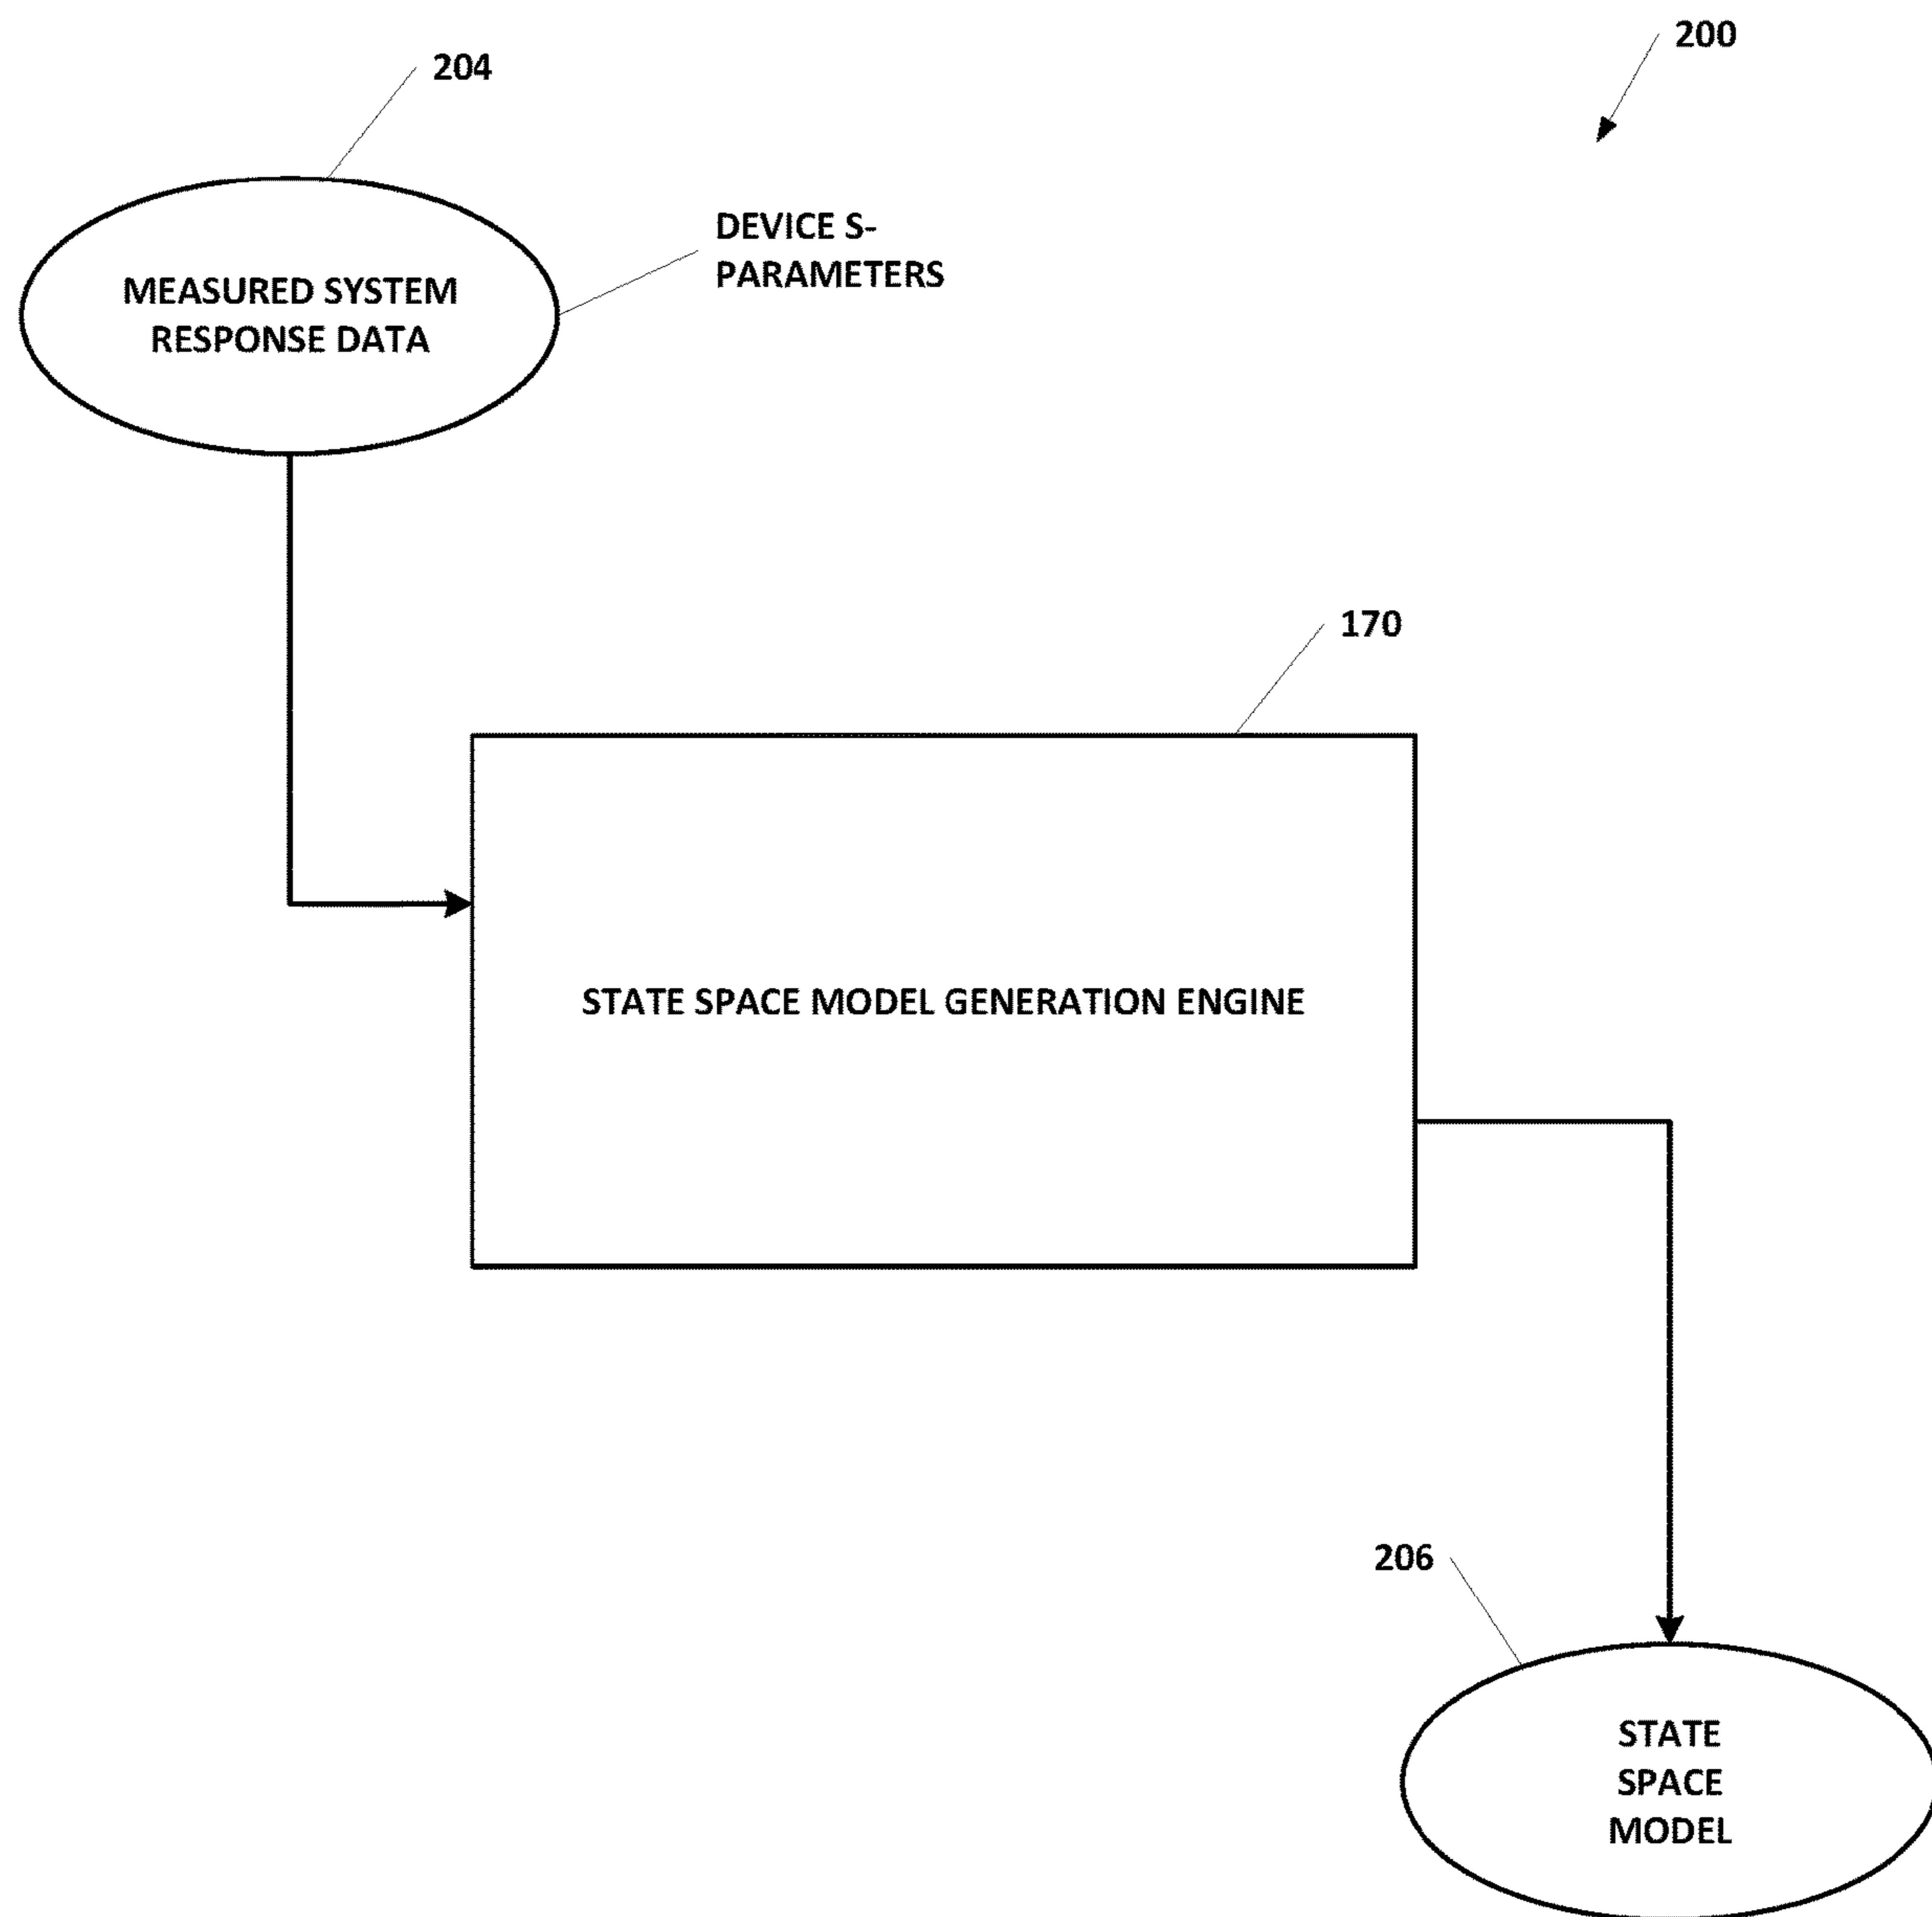 200
204
DEVICE S-
PARAMETERS
MEASURED SYSTEM
RESPONSE DATA
170
STATE SPACE MODEL GENERATION ENGINE
206
STATE
SPACE
MODEL